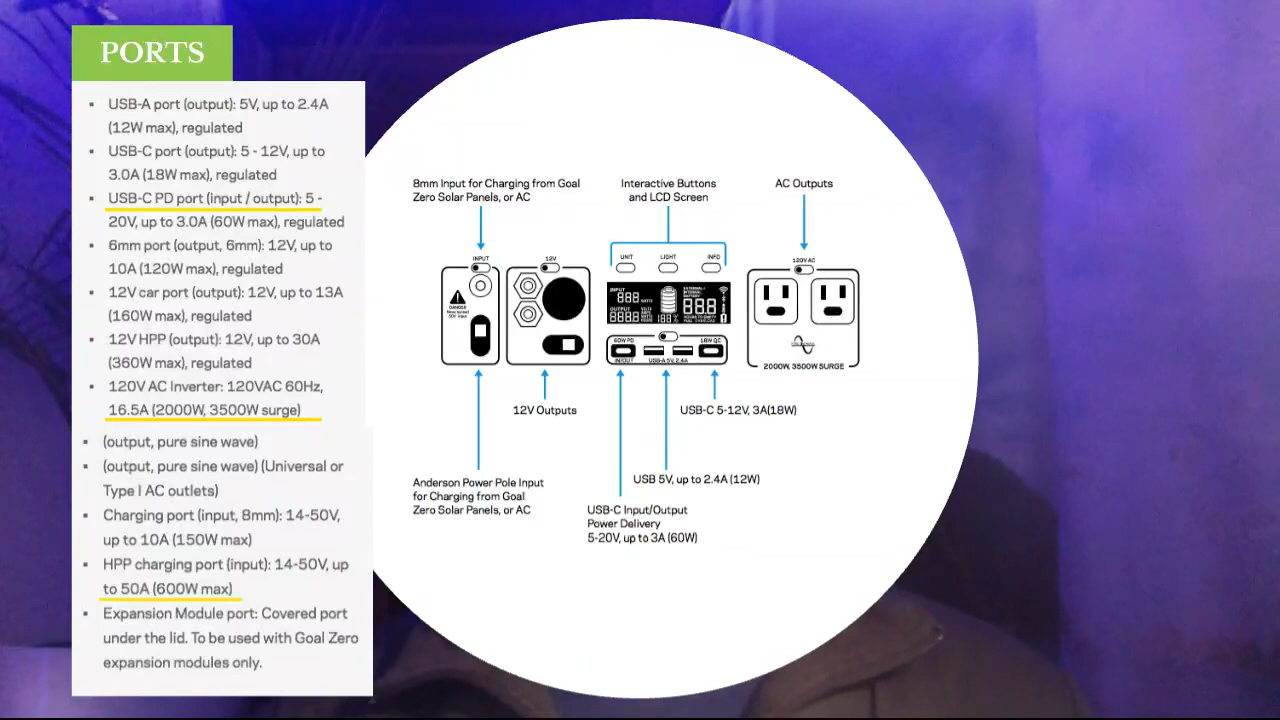 PORTS
USB-A port (output): 5V, up to 2.4A
(12W max), regulated
USB-C port (output): 5 - 12V, up to
3.0A (18W max), regulated
USB-C PD port (input / output): 5 -
20V, up to 3.0A (60W max), regulated
6mm port (output, 6mm): 12V, up to
10A (120W max), regulated
12V car port (output): 12V, up to 13A
(160W max), regulated
12V HPP (output): 12V, up to 30A
(360W max), regulated
120V AC Inverter: 120VAC 60Hz,
16.5A (2000W, 3500W surge)
(output, pure sine wave)
(output, pure sine wave) (Universal or
Type I AC outlets)
Charging port (input, 8mm): 14-50V,
up to 10A (150W max)
HPP charging port (input): 14-50V, up
to 50A (600W max)
Expansion Module port: Covered port
under the lid. To be used with Goal Zero
expansion modules only.
8mm Input for Charging from Goal
Zero Solar Panels, or AC
Interactive Buttons
and LCD Screen
AC Outputs
INPUT
12V
UNIT
LIGHT
INFO
120V AC
DANGER
INPUT
888 WATTS
OUTPUT
888.8
188 %
88.8
60W PD
IN/OUT
USB-A 5V, 2.4A
18W QC
2000W, 3500W SURGE
12V Outputs
USB-C 5-12V, 3A(18W)
Anderson Power Pole Input
for Charging from Goal
Zero Solar Panels, or AC
USB 5V, up to 2.4A (12W)
USB-C Input/Output
Power Delivery
5-20V, up to 3A (60W)